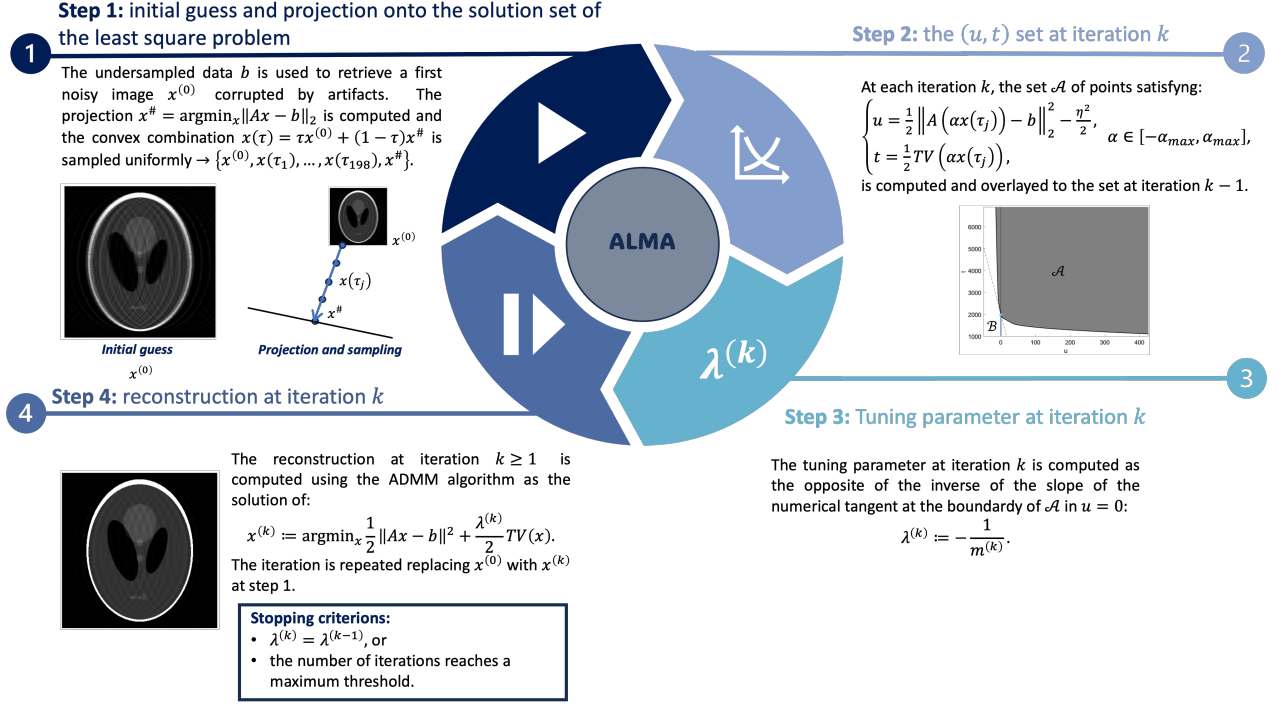 Step 1: initial guess and projection onto the solution set of
the least square problem
1
The undersampled data b is used to retrieve a first
noisy image x^(0) corrupted by artifacts. The
projection x^# = argmin_x‖Ax − b‖_2 is computed and
the convex combination x(τ) = τx^(0) + (1 − τ)x^# is
sampled uniformly → {x^(0), x(τ_1), … , x(τ_198), x^#}.
x^(0)
x(τ_j)
x^#
Initial guess
x^(0)
Projection and sampling
ALMA
λ^(k)
Step 2: the (u, t) set at iteration k
2
At each iteration k, the set 𝒜 of points satisfyng:
u = 1/2 ‖A(αx(τ_j)) − b‖_2^2 − η^2/2,
t = 1/2 TV(αx(τ_j)),
α ∈ [−α_max, α_max],
is computed and overlayed to the set at iteration k − 1.
6000
5000
4000
3000
2000
1000
t
𝒜
ℬ
0 100 200 300 400
u
3
Step 3: Tuning parameter at iteration k
The tuning parameter at iteration k is computed as
the opposite of the inverse of the slope of the
numerical tangent at the boundardy of 𝒜 in u = 0:
λ^(k) ≔ − 1/m^(k).
Step 4: reconstruction at iteration k
4
The reconstruction at iteration k ≥ 1 is
computed using the ADMM algorithm as the
solution of:
x^(k) ≔ argmin_x 1/2 ‖Ax − b‖^2 + λ^(k)/2 TV(x).
The iteration is repeated replacing x^(0) with x^(k)
at step 1.
Stopping criterions:
• λ^(k) = λ^(k−1), or
• the number of iterations reaches a
maximum threshold.